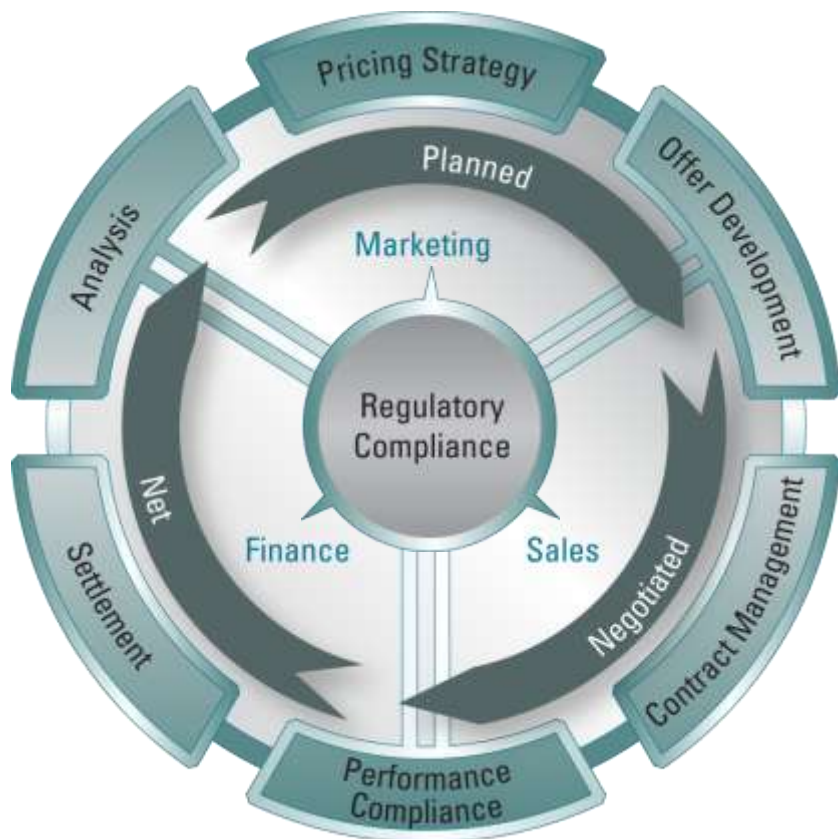 Pricing Strategy
Planned
Offer Development
Analysis
Marketing
Regulatory
Compliance
Net
Finance
Sales
Negotiated
Settlement
Contract Management
Performance
Compliance